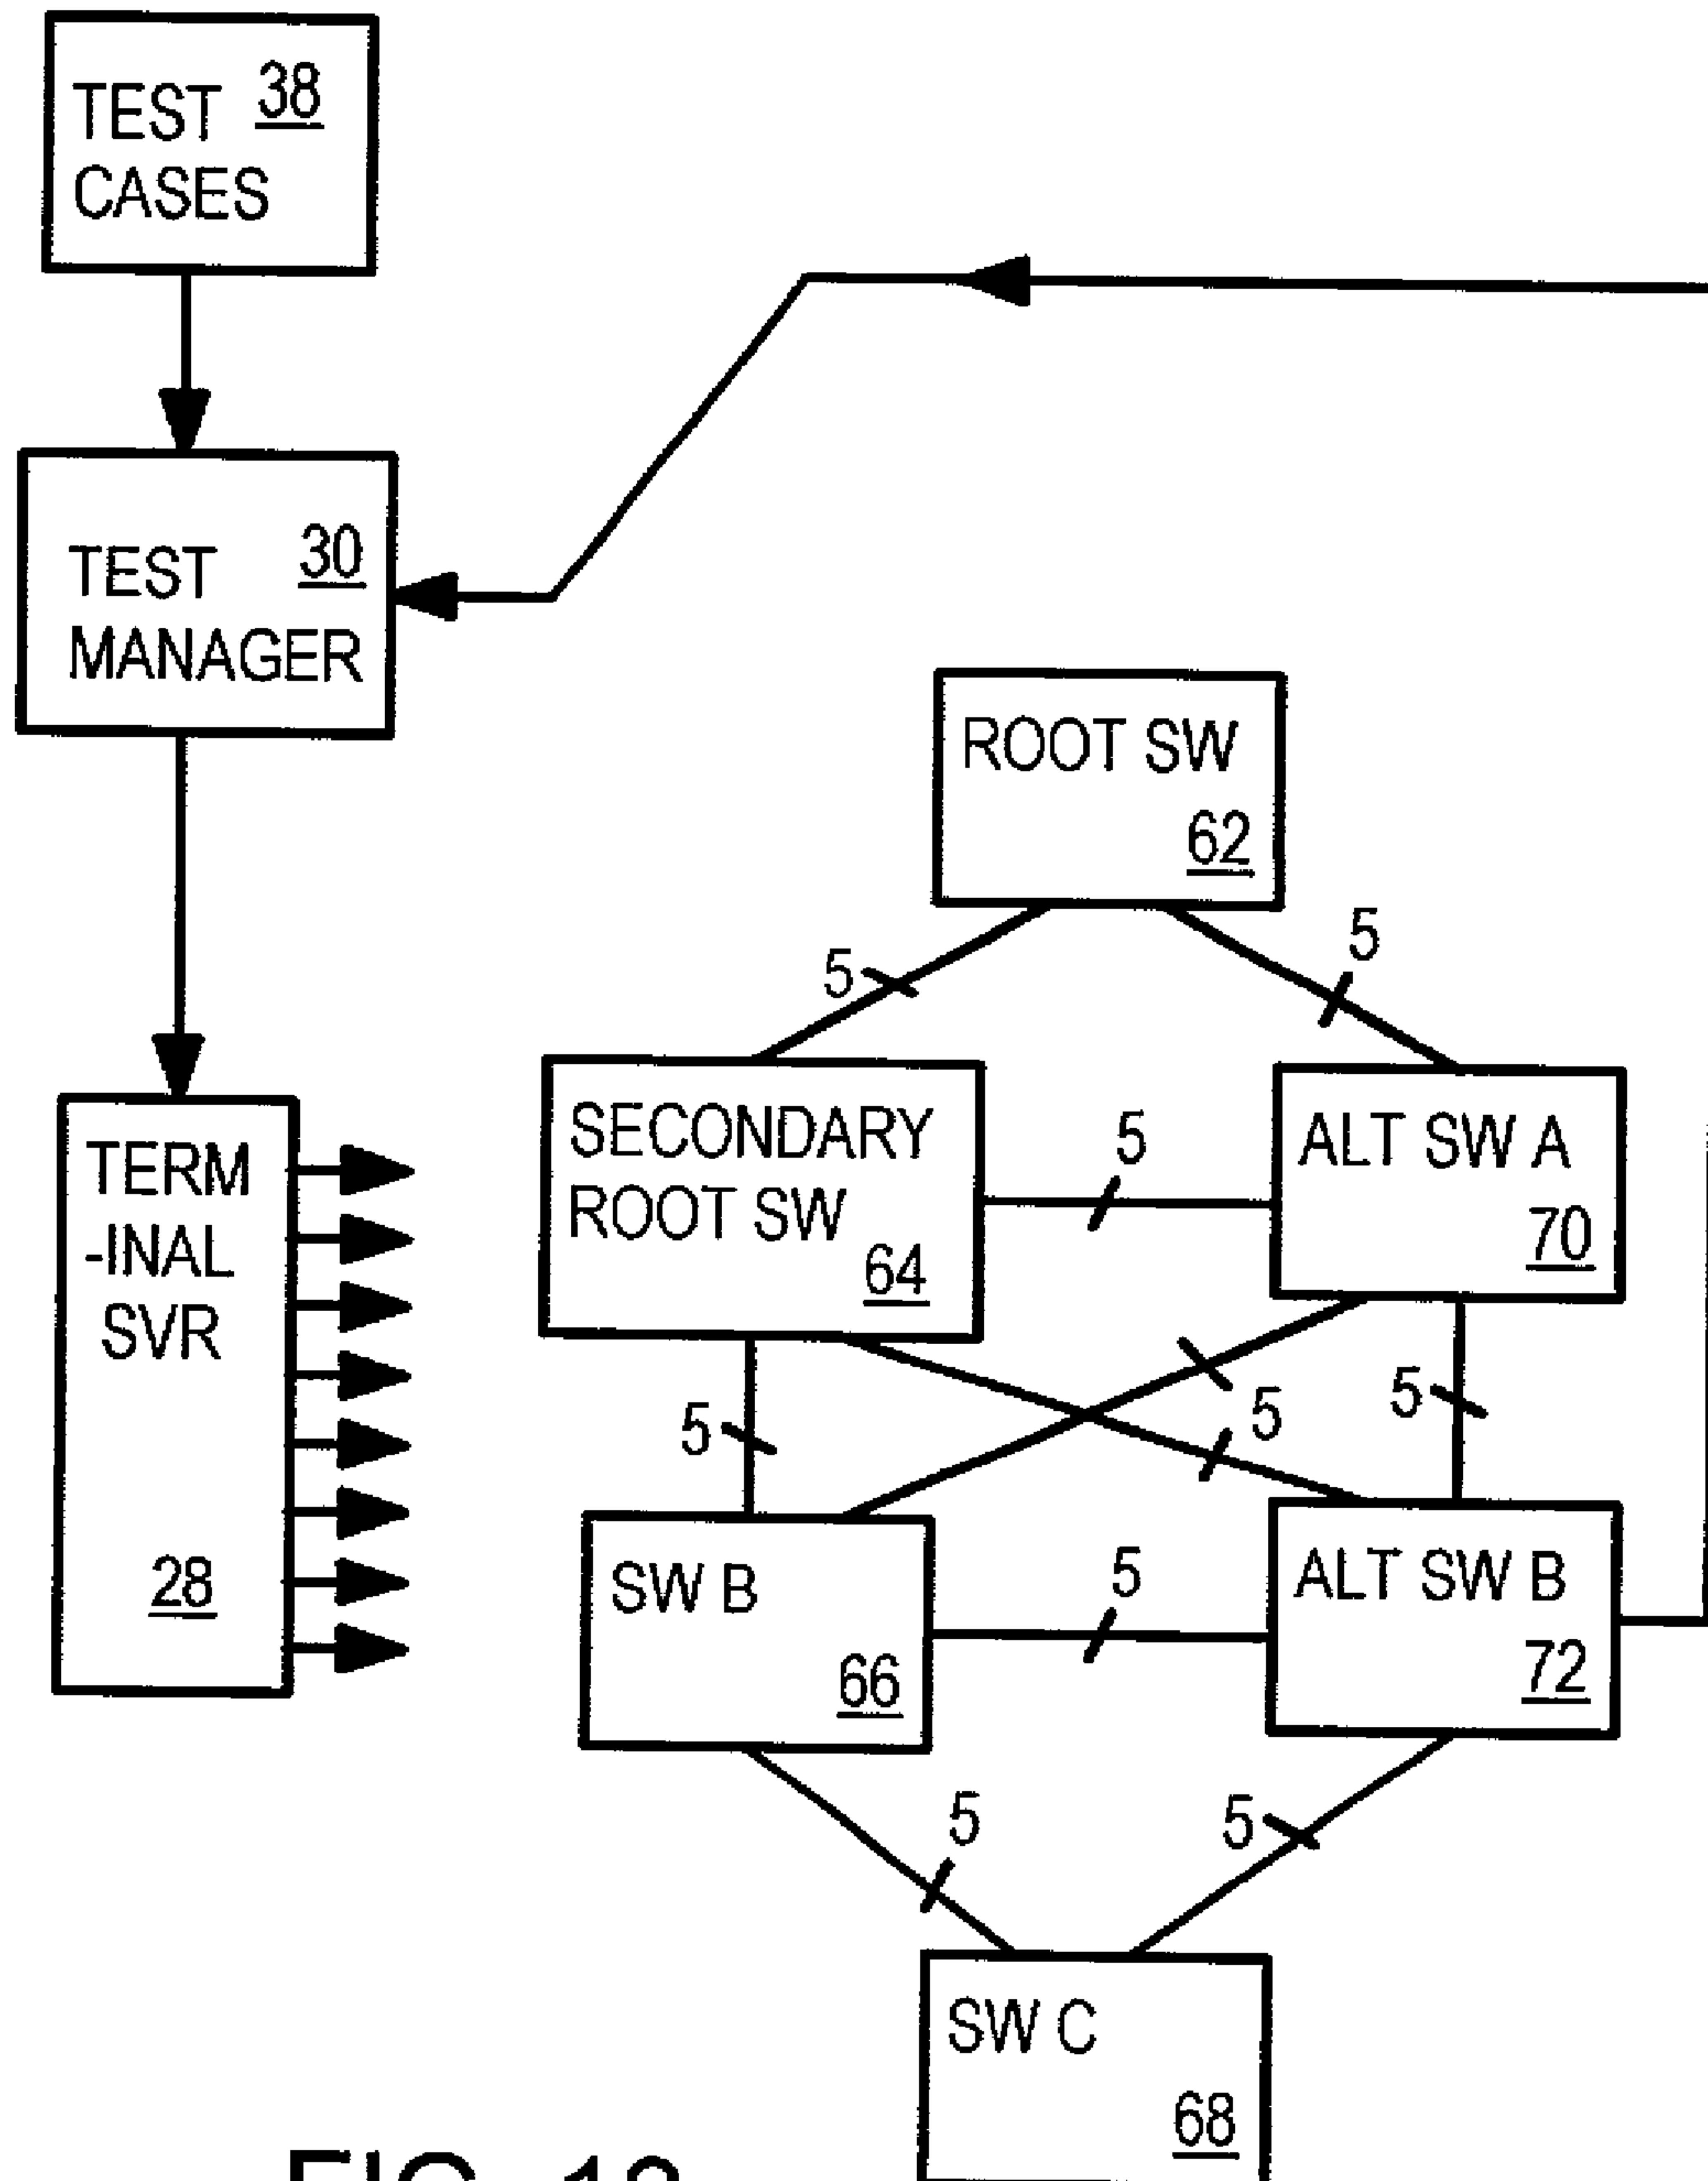 TEST 38
CASES
TEST 30
MANAGER
ROOT SW
62
5
5
SECONDARY
ROOT SW
64
5
ALT SW A
70
TERM
-INAL
SVR
28
5
5
5
SW B
66
5
ALT SW B
72
5
5
SW C
68